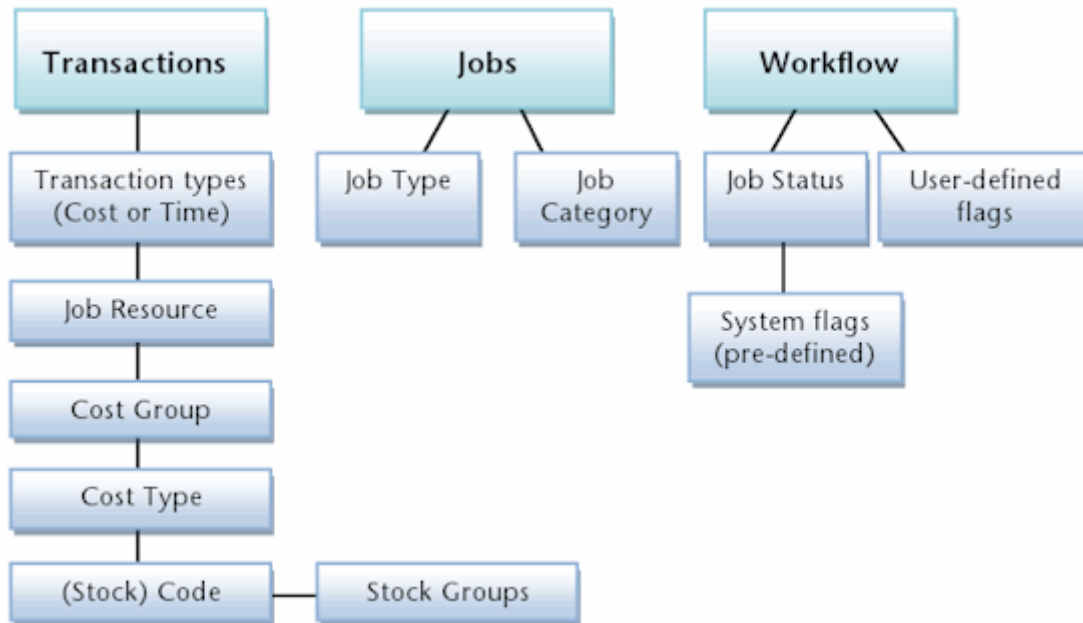 Transactions
Jobs
Workflow
Transaction types
(Cost or Time)
Job Type
Job
Category
Job Status
User-defined
flags
Job Resource
System flags
(pre-defined)
Cost Group
Cost Type
(Stock) Code
Stock Groups